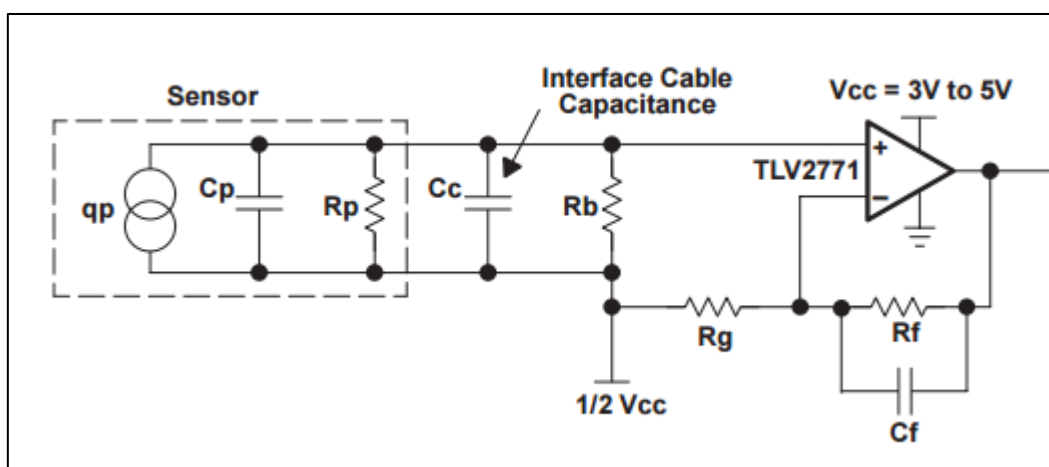 Interface Cable
Capacitance
Sensor
Vcc = 3V to 5V
qp
Cp
Rp
Cc
Rb
TLV2771
+
−
Rg
Rf
1/2 Vcc
Cf